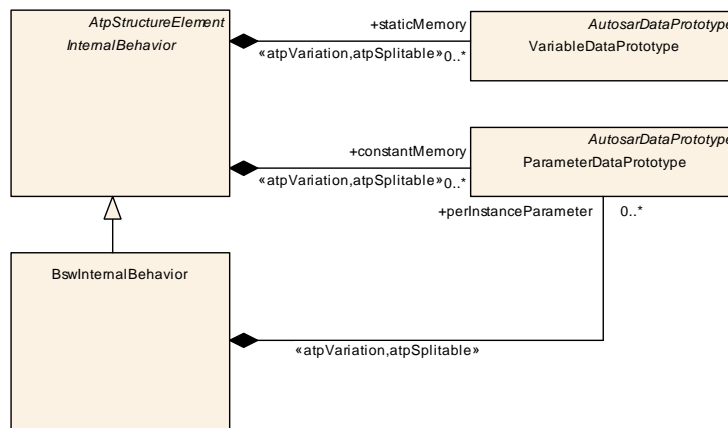 AtpStructureElement
InternalBehavior
+staticMemory
«atpVariation,atpSplitable» 0..*
AutosarDataPrototype
VariableDataPrototype
+constantMemory
«atpVariation,atpSplitable» 0..*
AutosarDataPrototype
ParameterDataPrototype
+perInstanceParameter 0..*
BswInternalBehavior
«atpVariation,atpSplitable»